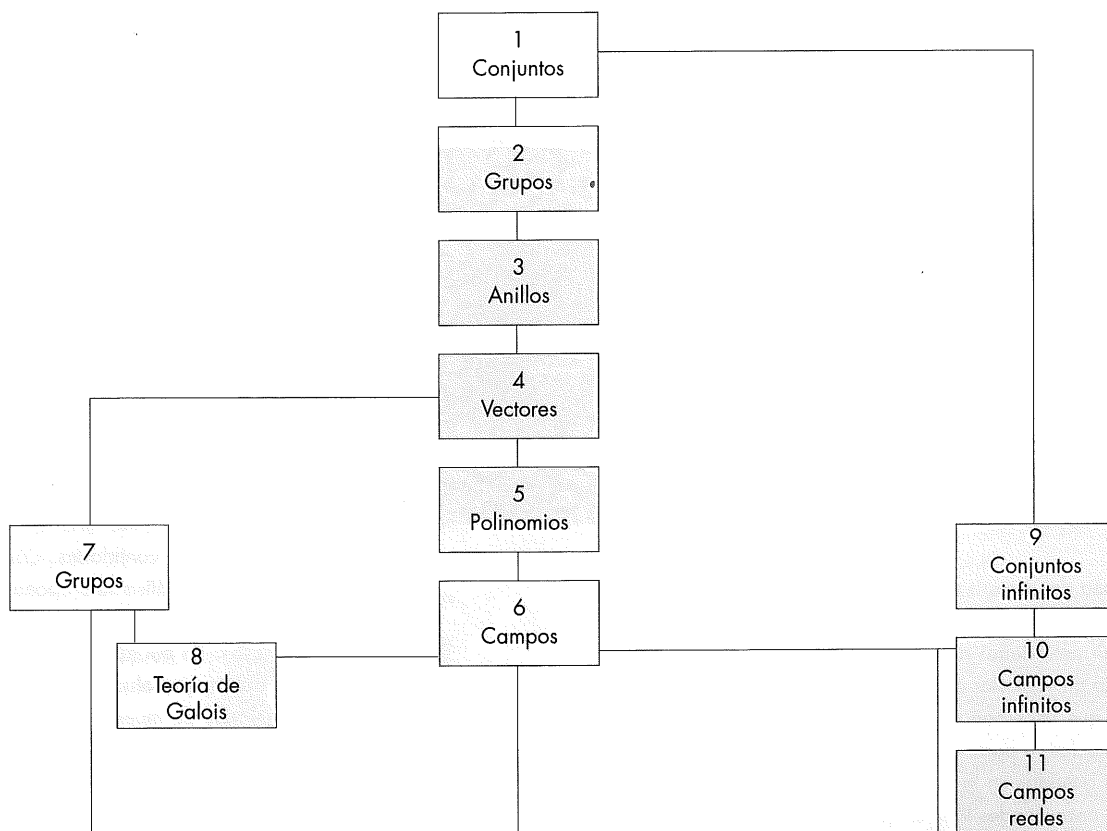 1
Conjuntos
2
Grupos
3
Anillos
4
Vectores
5
Polinomios
7
Grupos
6
Campos
9
Conjuntos
infinitos
8
Teoría de
Galois
10
Campos
infinitos
11
Campos
reales